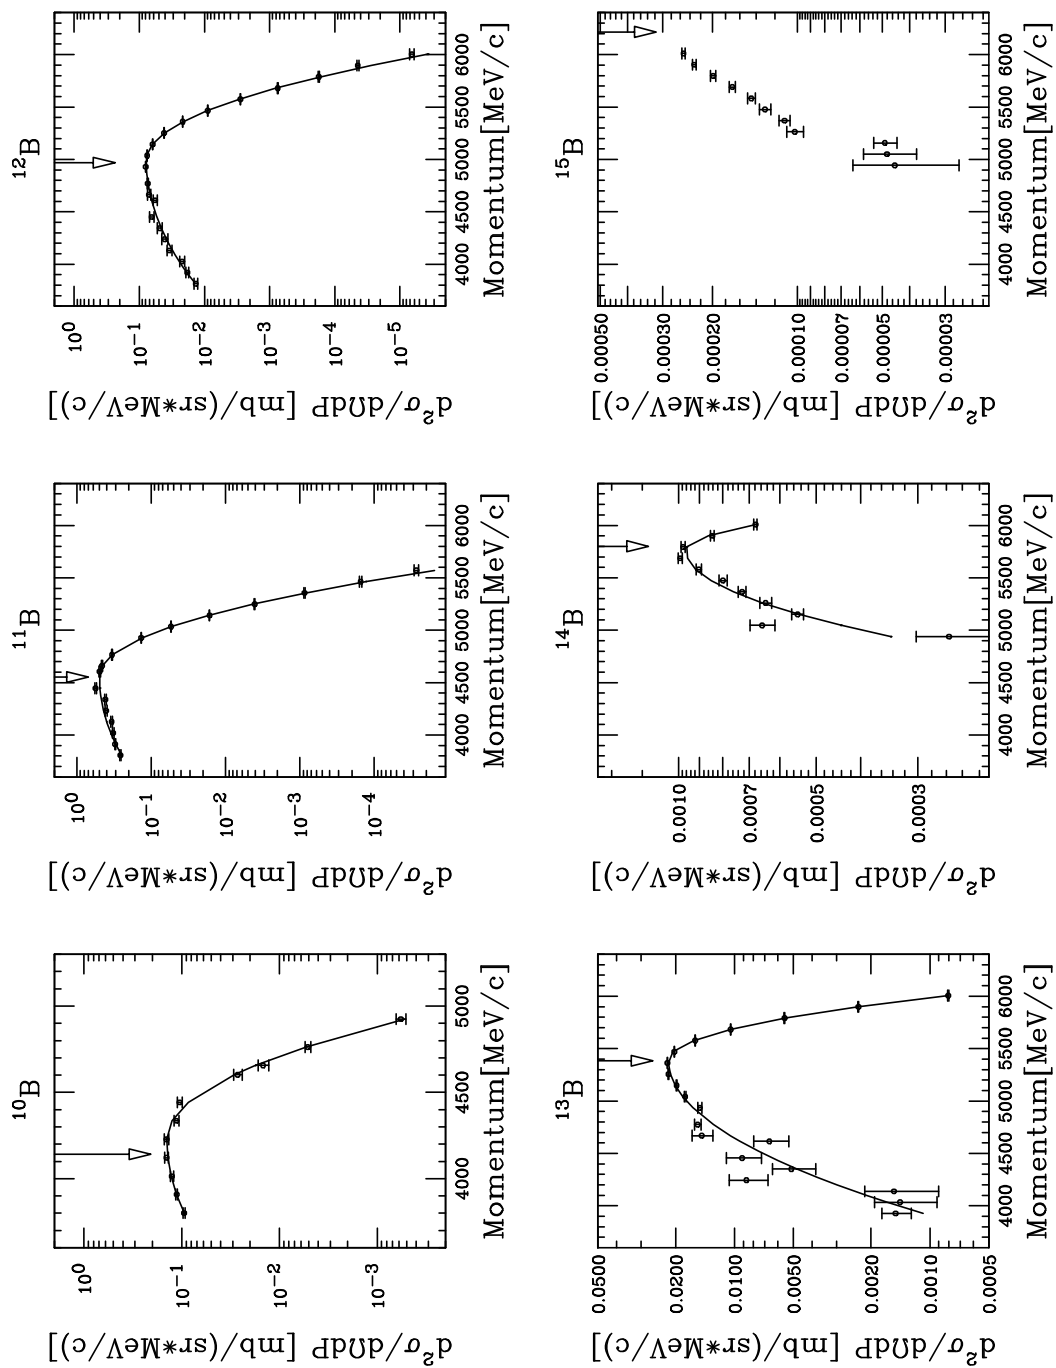 ¹⁰B
10⁰
10⁻¹
10⁻²
10⁻³
d²σ/dΩdP [mb/(sr*MeV/c)]
4000 4500 5000
Momentum[MeV/c]
¹¹B
10⁰
10⁻¹
10⁻²
10⁻³
10⁻⁴
d²σ/dΩdP [mb/(sr*MeV/c)]
4000 4500 5000 5500 6000
Momentum[MeV/c]
¹²B
10⁰
10⁻¹
10⁻²
10⁻³
10⁻⁴
10⁻⁵
d²σ/dΩdP [mb/(sr*MeV/c)]
4000 4500 5000 5500 6000
Momentum[MeV/c]
¹³B
0.0500
0.0200
0.0100
0.0050
0.0020
0.0010
0.0005
d²σ/dΩdP [mb/(sr*MeV/c)]
4000 4500 5000 5500 6000
Momentum[MeV/c]
¹⁴B
0.0010
0.0007
0.0005
0.0003
d²σ/dΩdP [mb/(sr*MeV/c)]
4000 4500 5000 5500 6000
Momentum[MeV/c]
¹⁵B
0.00050
0.00030
0.00020
0.00010
0.00007
0.00005
0.00003
d²σ/dΩdP [mb/(sr*MeV/c)]
4000 4500 5000 5500 6000
Momentum[MeV/c]